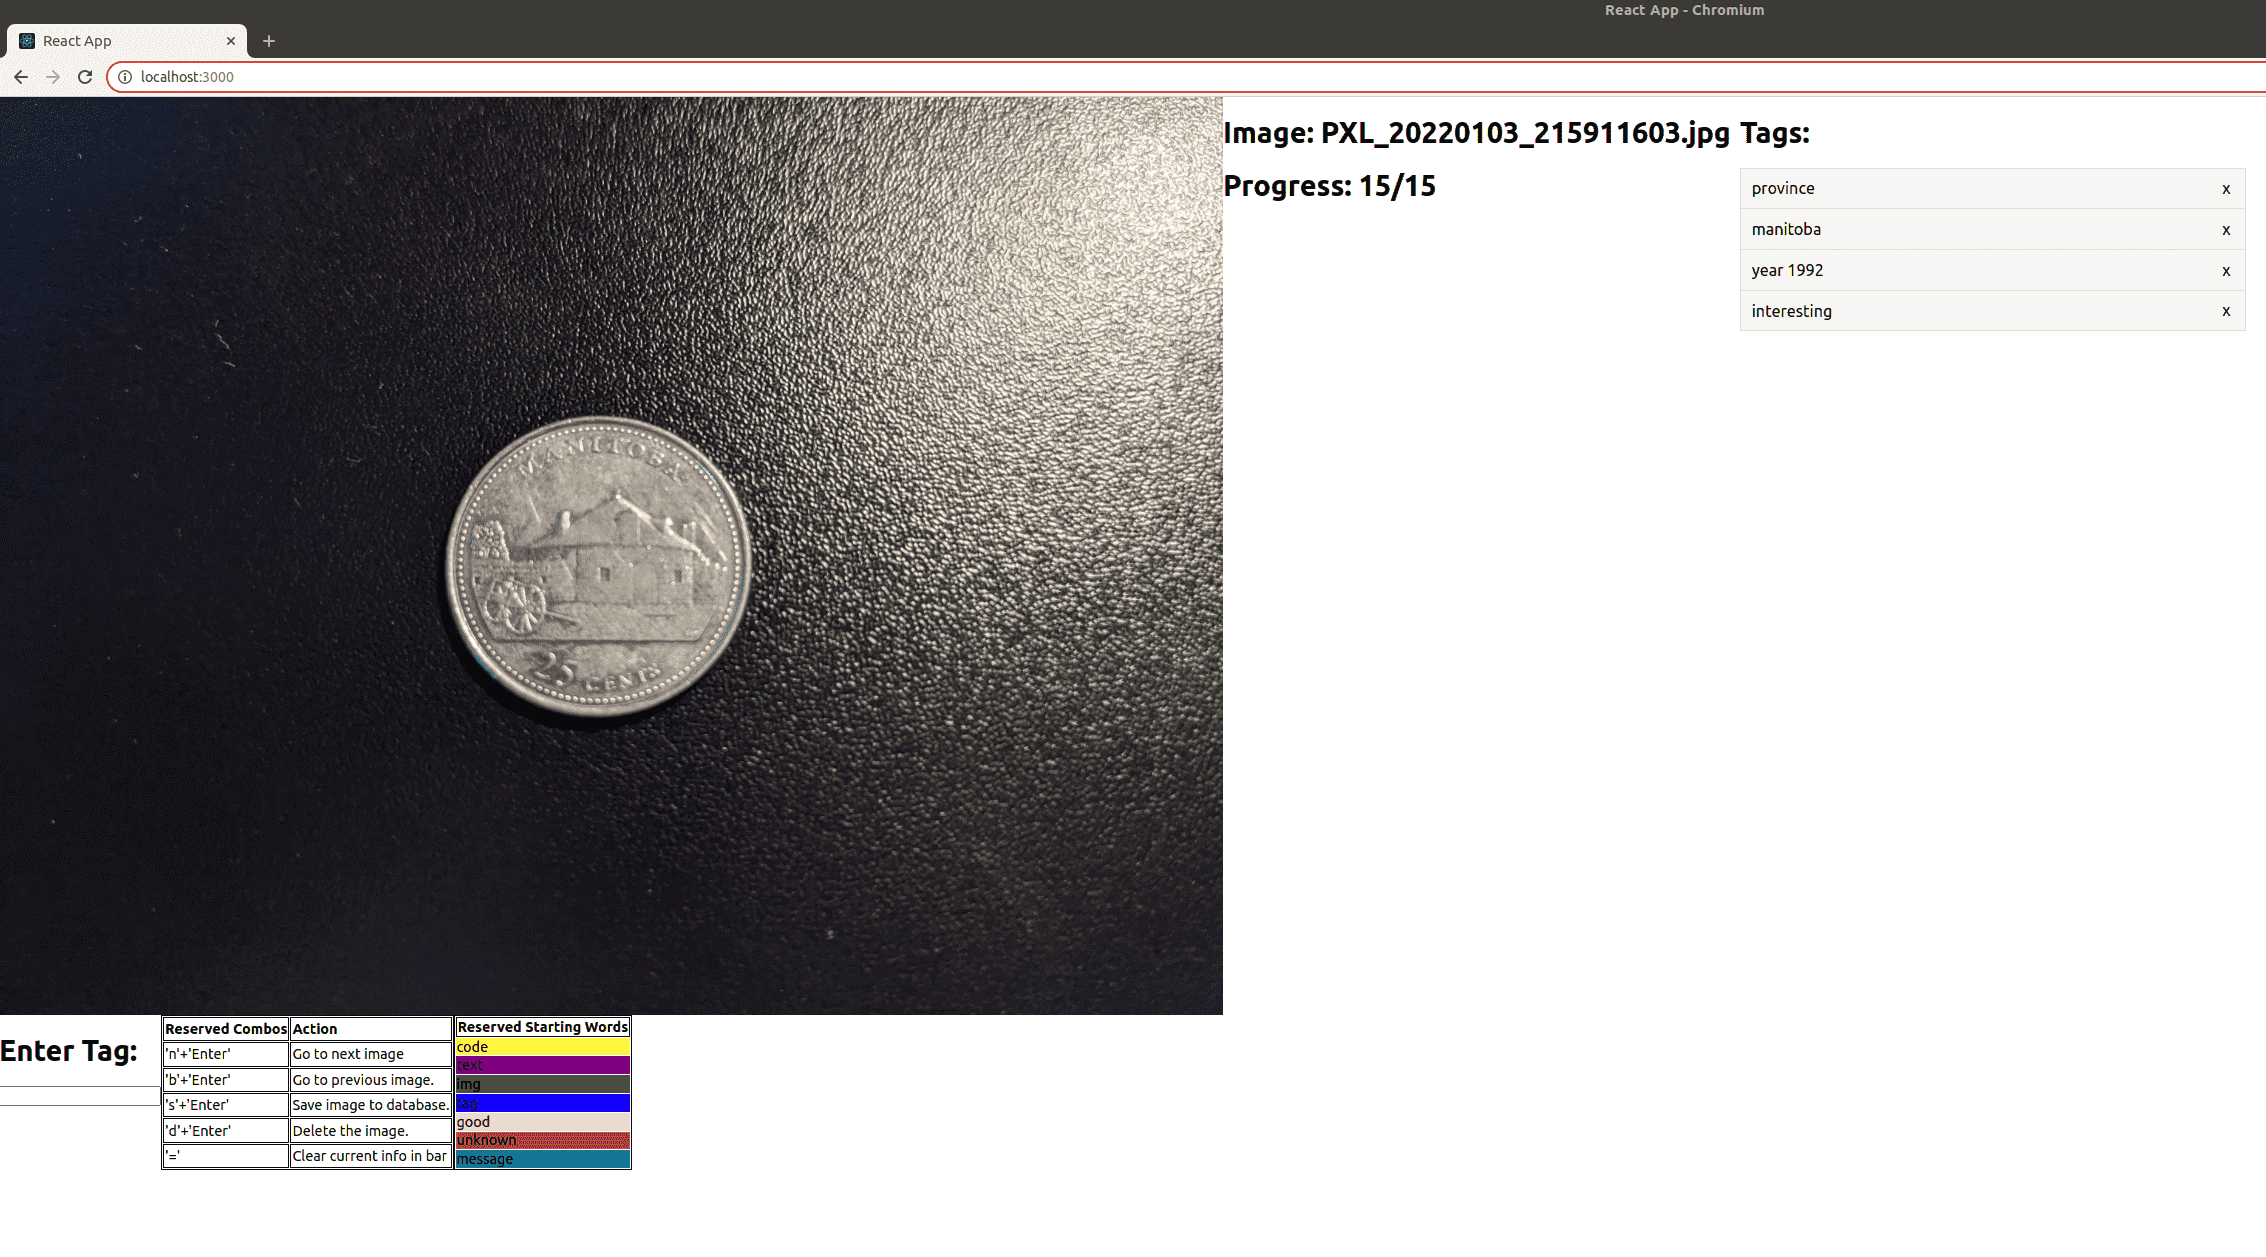 React App - Chromium
React App
localhost:3000
Image: PXL_20220103_215911603.jpg
Progress: 15/15
Tags:
province x
manitoba x
year 1992 x
interesting x
MANITOBA
25 CENTS
Enter Tag:
Reserved Combos Action
'n'+'Enter' Go to next image
'b'+'Enter' Go to previous image.
's'+'Enter' Save image to database.
'd'+'Enter' Delete the image.
'=' Clear current info in bar
Reserved Starting Words
code
text
img
tag
good
unknown
message